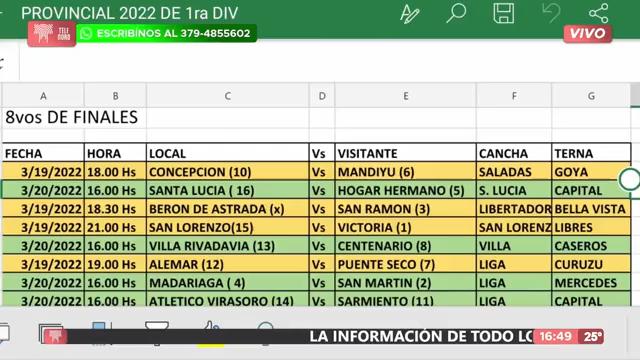 PROVINCIAL 2022 DE 1ra DIV
TELE NORD
ESCRIBÍNOS AL 379-4855602
VIVO
A B C D E F G
8vos DE FINALES
FECHA HORA LOCAL Vs VISITANTE CANCHA TERNA
3/19/2022 18.00 Hs CONCEPCION (10) Vs MANDIYU (6) SALADAS GOYA
3/20/2022 16.00 Hs SANTA LUCIA ( 16) Vs HOGAR HERMANO (5) S. LUCIA CAPITAL
3/19/2022 18.30 Hs BERON DE ASTRADA (x) Vs SAN RAMON (3) LIBERTADOR BELLA VISTA
3/19/2022 21.00 Hs SAN LORENZO(15) Vs VICTORIA (1) SAN LORENZ LIBRES
3/20/2022 16.00 Hs VILLA RIVADAVIA (13) Vs CENTENARIO (8) VILLA CASEROS
3/19/2022 19.00 Hs ALEMAR (12) Vs PUENTE SECO (7) LIGA CURUZU
3/20/2022 16.00 Hs MADARIAGA ( 4) Vs SAN MARTIN ( 2) LIGA MERCEDES
3/20/2022 16.00 Hs ATLETICO VIRASORO (14) Vs SARMIENTO (11) LIGA CAPITAL
LA INFORMACIÓN DE TODO LO 16:49 25°